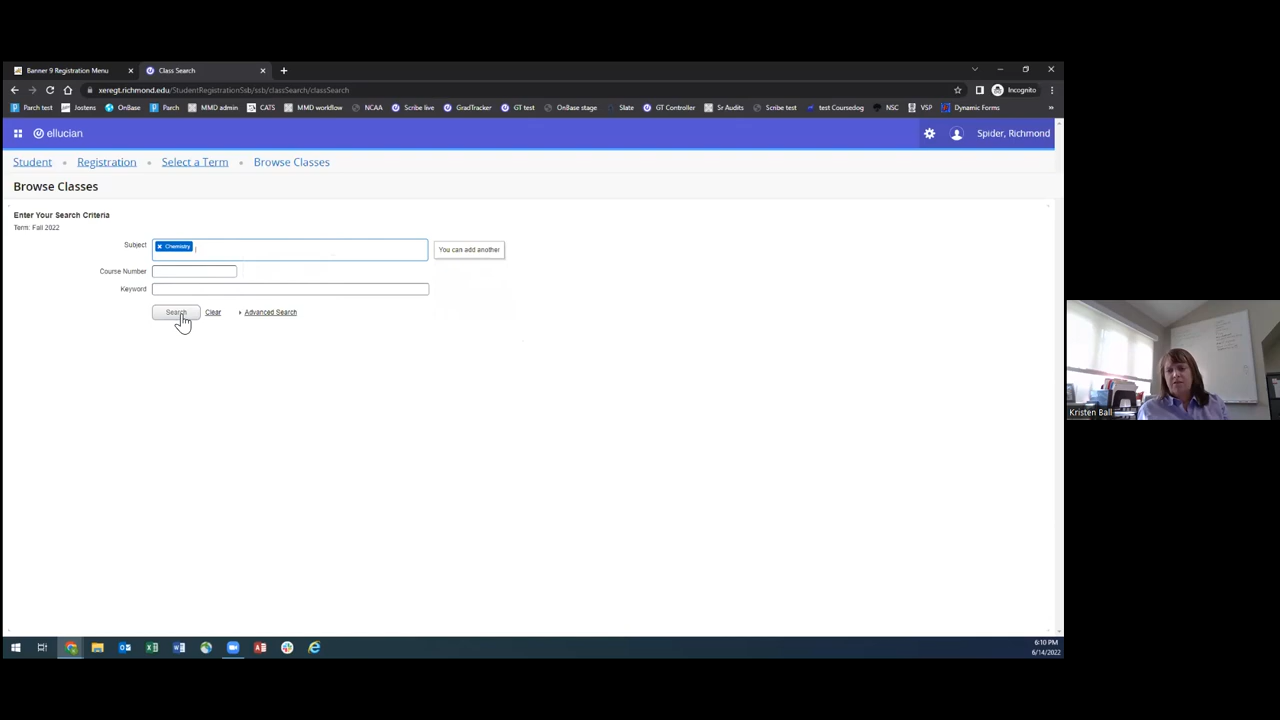 Banner 9 Registration Menu
Class Search
xeregt.richmond.edu/StudentRegistrationSsb/ssb/classSearch/classSearch
Incognito
Parch test Jostens OnBase Parch MMD admin CATS MMD workflow NCAA Scribe live GradTracker GT test OnBase stage Slate GT Controller Sr Audits Scribe test test Coursedog NSC VSP Dynamic Forms »
ellucian
Spider, Richmond
Student • Registration • Select a Term • Browse Classes
Browse Classes
Enter Your Search Criteria
Term: Fall 2022
Subject
Chemistry
You can add another
Course Number
Keyword
Search Clear Advanced Search
Kristen Ball
6:10 PM
6/14/2022